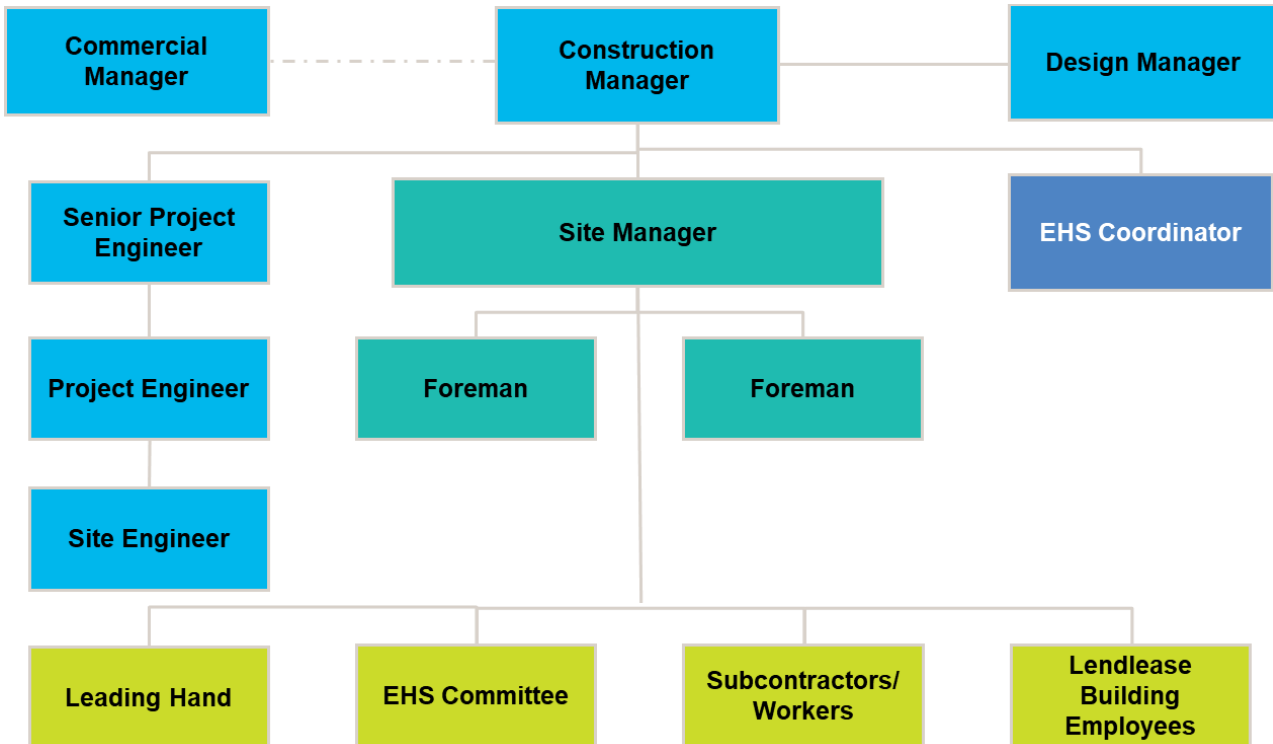 Commercial
Manager
Construction
Manager
Design Manager
Senior Project
Engineer
Site Manager
EHS Coordinator
Project Engineer
Foreman
Foreman
Site Engineer
Leading Hand
EHS Committee
Subcontractors/
Workers
Lendlease
Building
Employees